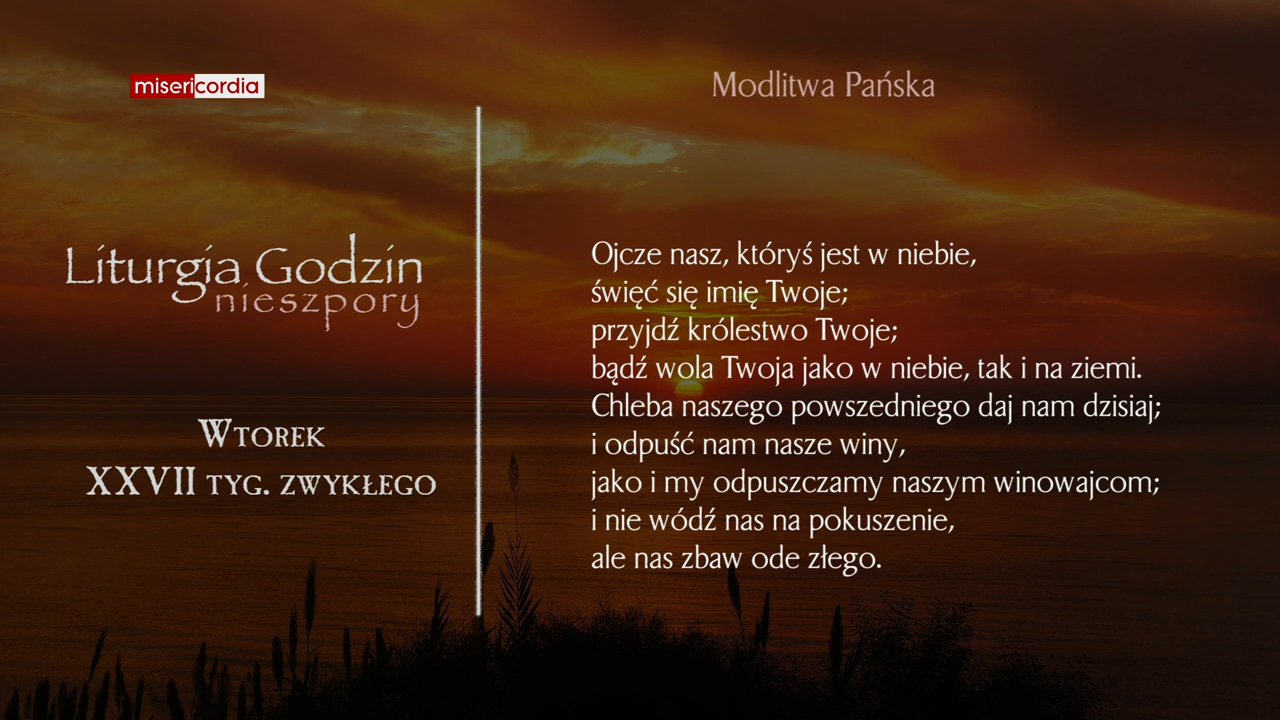 misericordia
Liturgia Godzin
nieszpory
Wtorek
XXVII tyg. zwykłego
Modlitwa Pańska
Ojcze nasz, któryś jest w niebie,
święć się imię Twoje;
przyjdź królestwo Twoje;
bądź wola Twoja jako w niebie, tak i na ziemi.
Chleba naszego powszedniego daj nam dzisiaj;
i odpuść nam nasze winy,
jako i my odpuszczamy naszym winowajcom;
i nie wódź nas na pokuszenie,
ale nas zbaw ode złego.